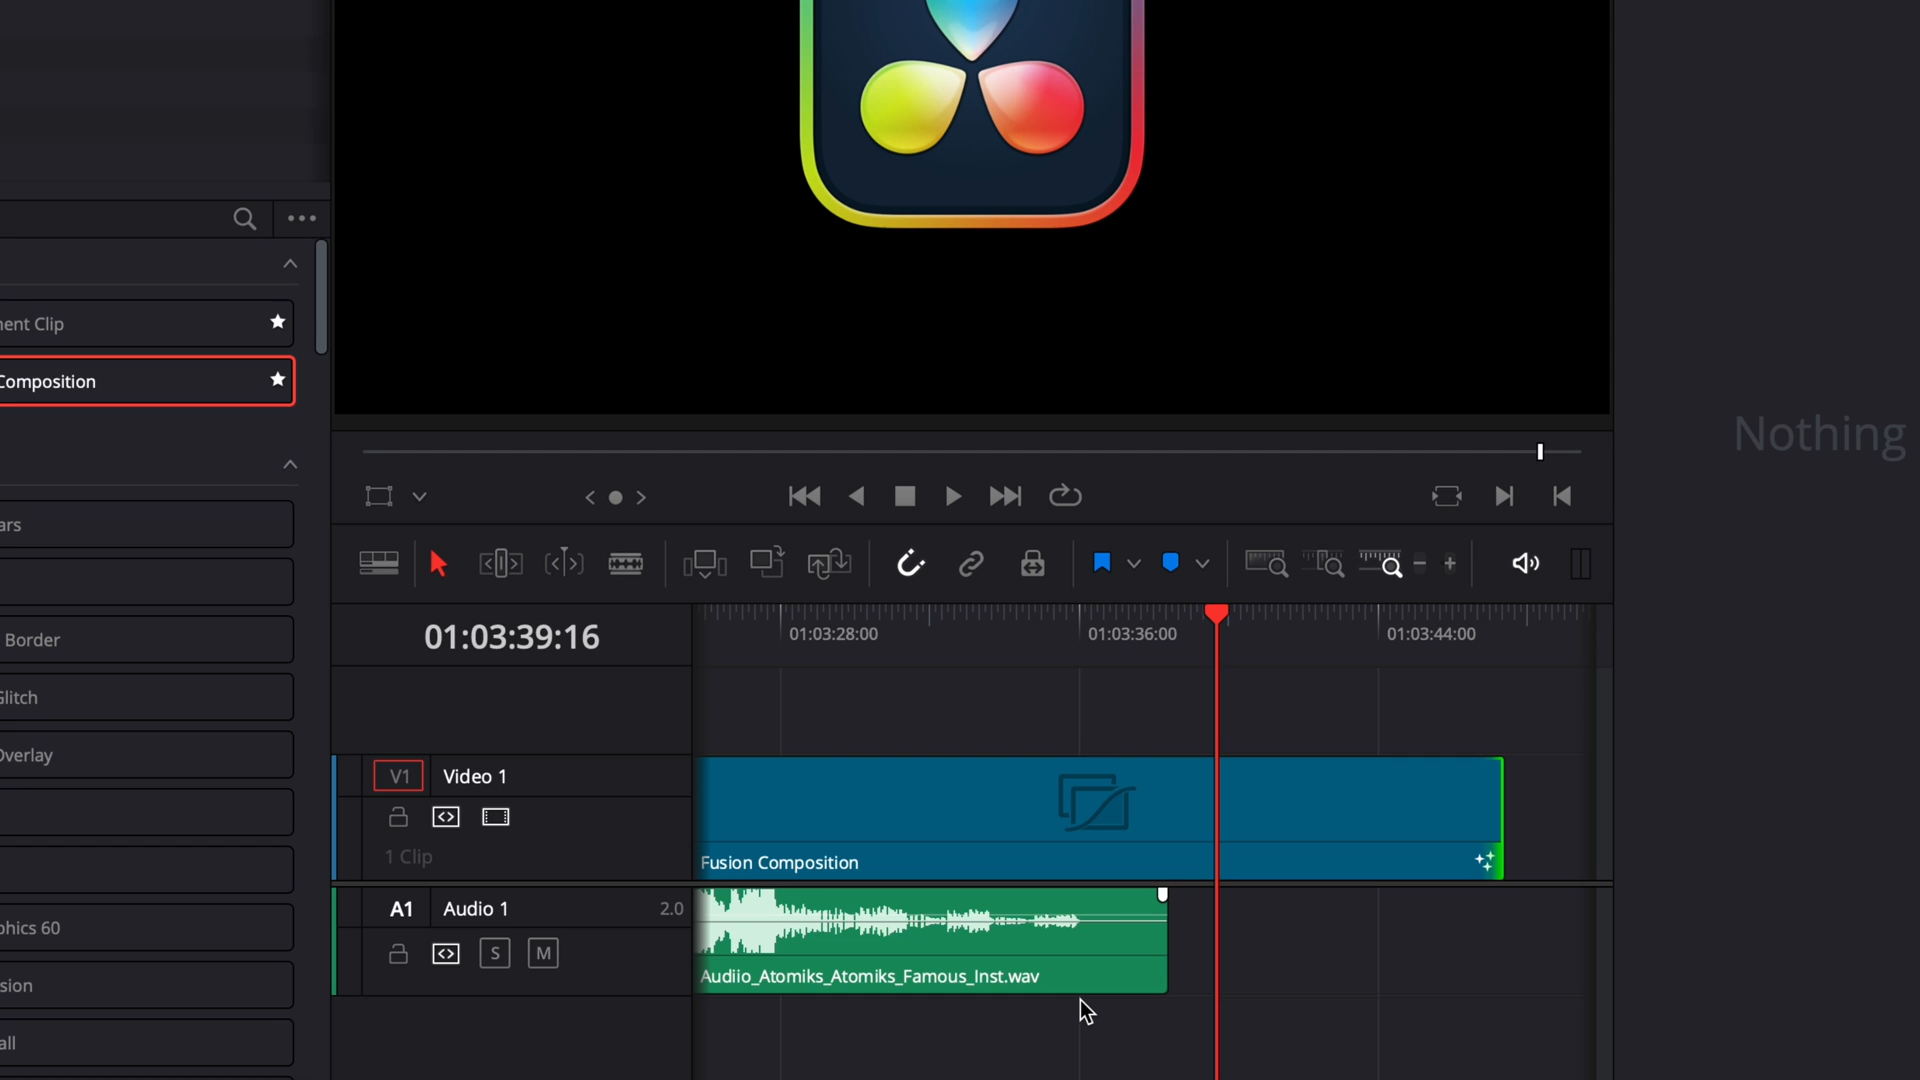 ent Clip
Composition
Nothing
ars
Border
Glitch
Overlay
phics 60
sion
all
01:03:39:16
01:03:28:00
01:03:36:00
01:03:44:00
V1
Video 1
1 Clip
Fusion Composition
A1
Audio 1
2.0
S
M
Audiio_Atomiks_Atomiks_Famous_Inst.wav